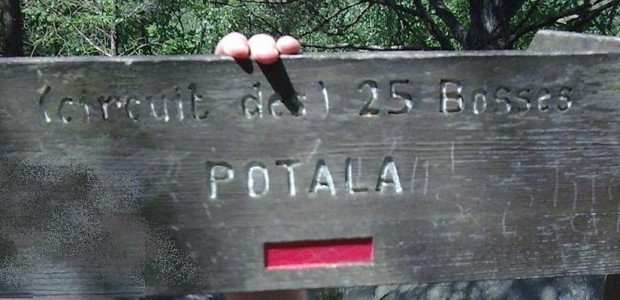 (circuit des) 25 Bosses
POTALA